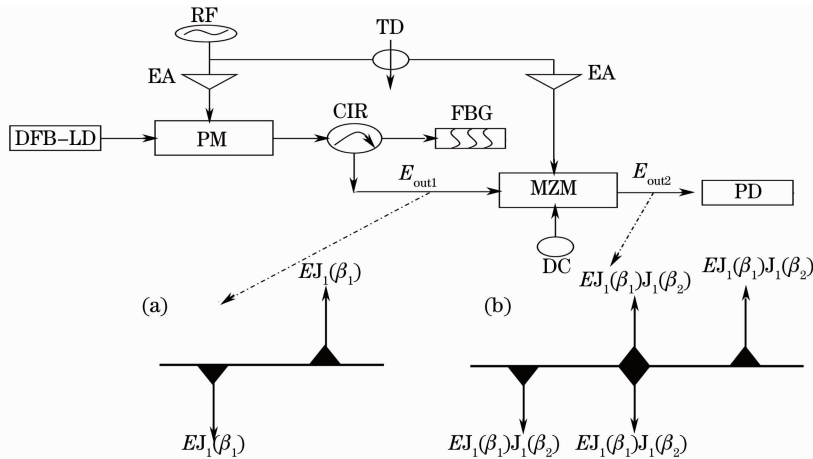 RF
TD
EA
EA
CIR
FBG
DFB-LD
PM
E_out1
MZM
E_out2
PD
DC
(a)
EJ₁(β₁)
EJ₁(β₁)
(b)
EJ₁(β₁)J₁(β₂)
EJ₁(β₁)J₁(β₂)
EJ₁(β₁)J₁(β₂)
EJ₁(β₁)J₁(β₂)